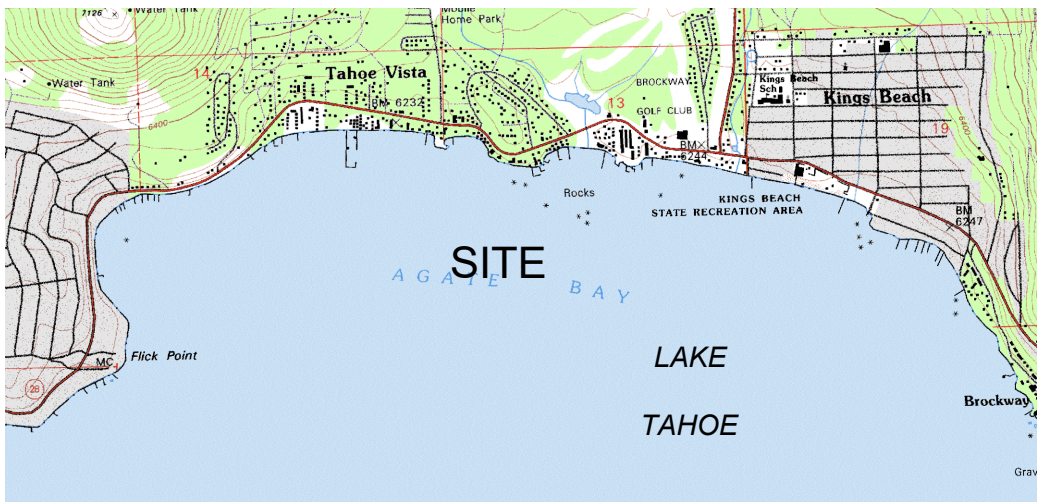 7126
Water Tank
Mobile
Home Park
Water Tank
14
Tahoe Vista
BM 6232
BROCKWAY
GOLF CLUB
13
Kings Beach
Sch
Kings Beach
19
6400
6400
BM
6244
Rocks
KINGS BEACH
STATE RECREATION AREA
BM
6247
SITE
AGATE BAY
LAKE
TAHOE
MC
Flick Point
28
Brockway
Grav